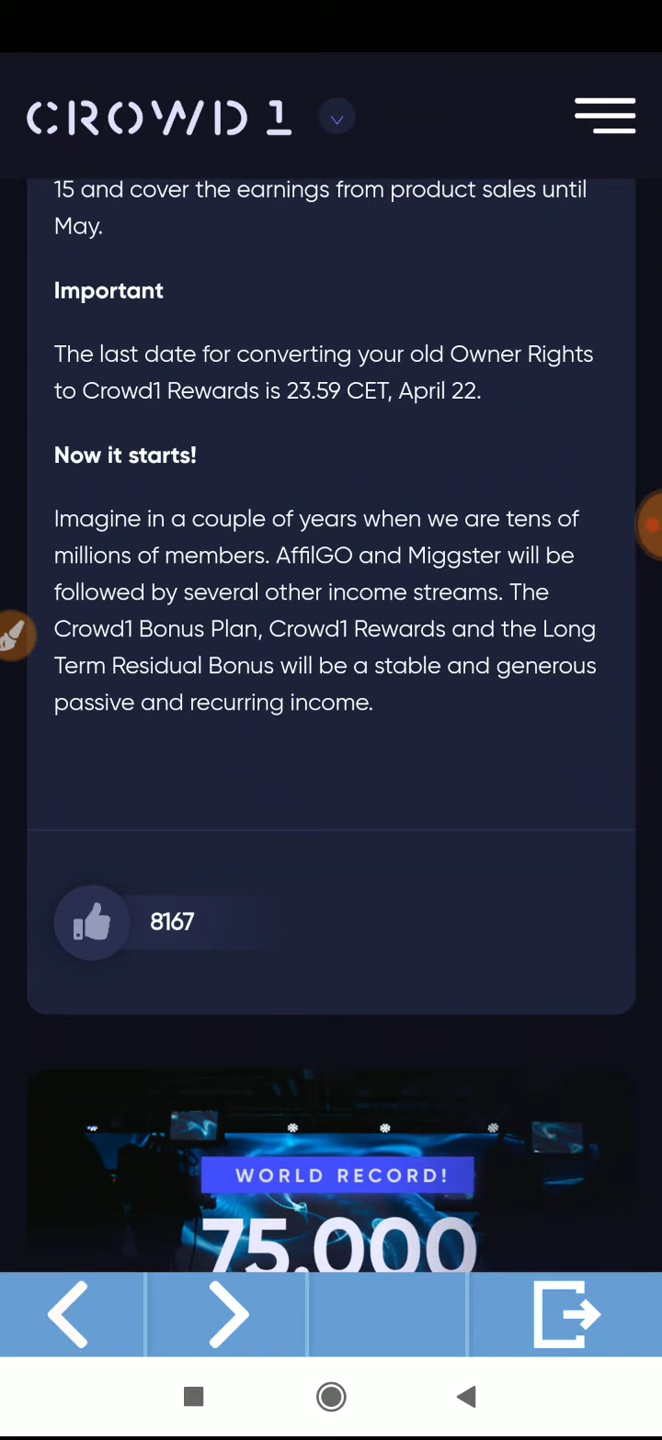 CROWD 1
15 and cover the earnings from product sales until
May.
Important
The last date for converting your old Owner Rights
to Crowd1 Rewards is 23.59 CET, April 22.
Now it starts!
Imagine in a couple of years when we are tens of
millions of members. AffilGO and Miggster will be
followed by several other income streams. The
Crowd1 Bonus Plan, Crowd1 Rewards and the Long
Term Residual Bonus will be a stable and generous
passive and recurring income.
8167
WORLD RECORD!
75.000